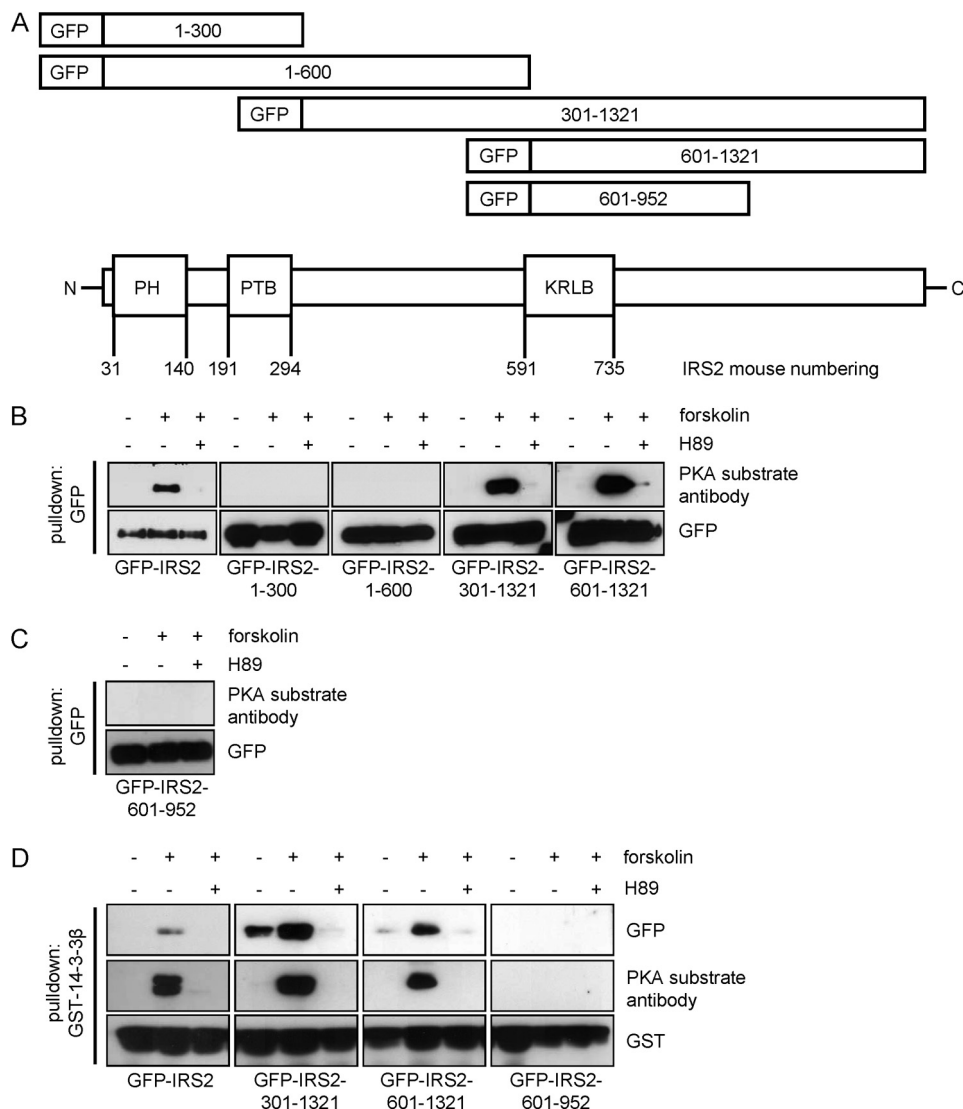 A
GFP 1-300
GFP 1-600
GFP 301-1321
GFP 601-1321
GFP 601-952
N PH PTB KRLB C
31 140 191 294 591 735 IRS2 mouse numbering
B
- + + - + + - + + - + + - + + forskolin
- - + - - + - - + - - + - - + H89
pulldown:
GFP
PKA substrate
antibody
GFP
GFP-IRS2
GFP-IRS2-
1-300
GFP-IRS2-
1-600
GFP-IRS2-
301-1321
GFP-IRS2-
601-1321
C
- + + forskolin
- - + H89
pulldown:
GFP
PKA substrate
antibody
GFP
GFP-IRS2-
601-952
D
- + + - + + - + + - + + forskolin
- - + - - + - - + - - + H89
pulldown:
GST-14-3-3β
GFP
PKA substrate
antibody
GST
GFP-IRS2
GFP-IRS2-
301-1321
GFP-IRS2-
601-1321
GFP-IRS2-
601-952